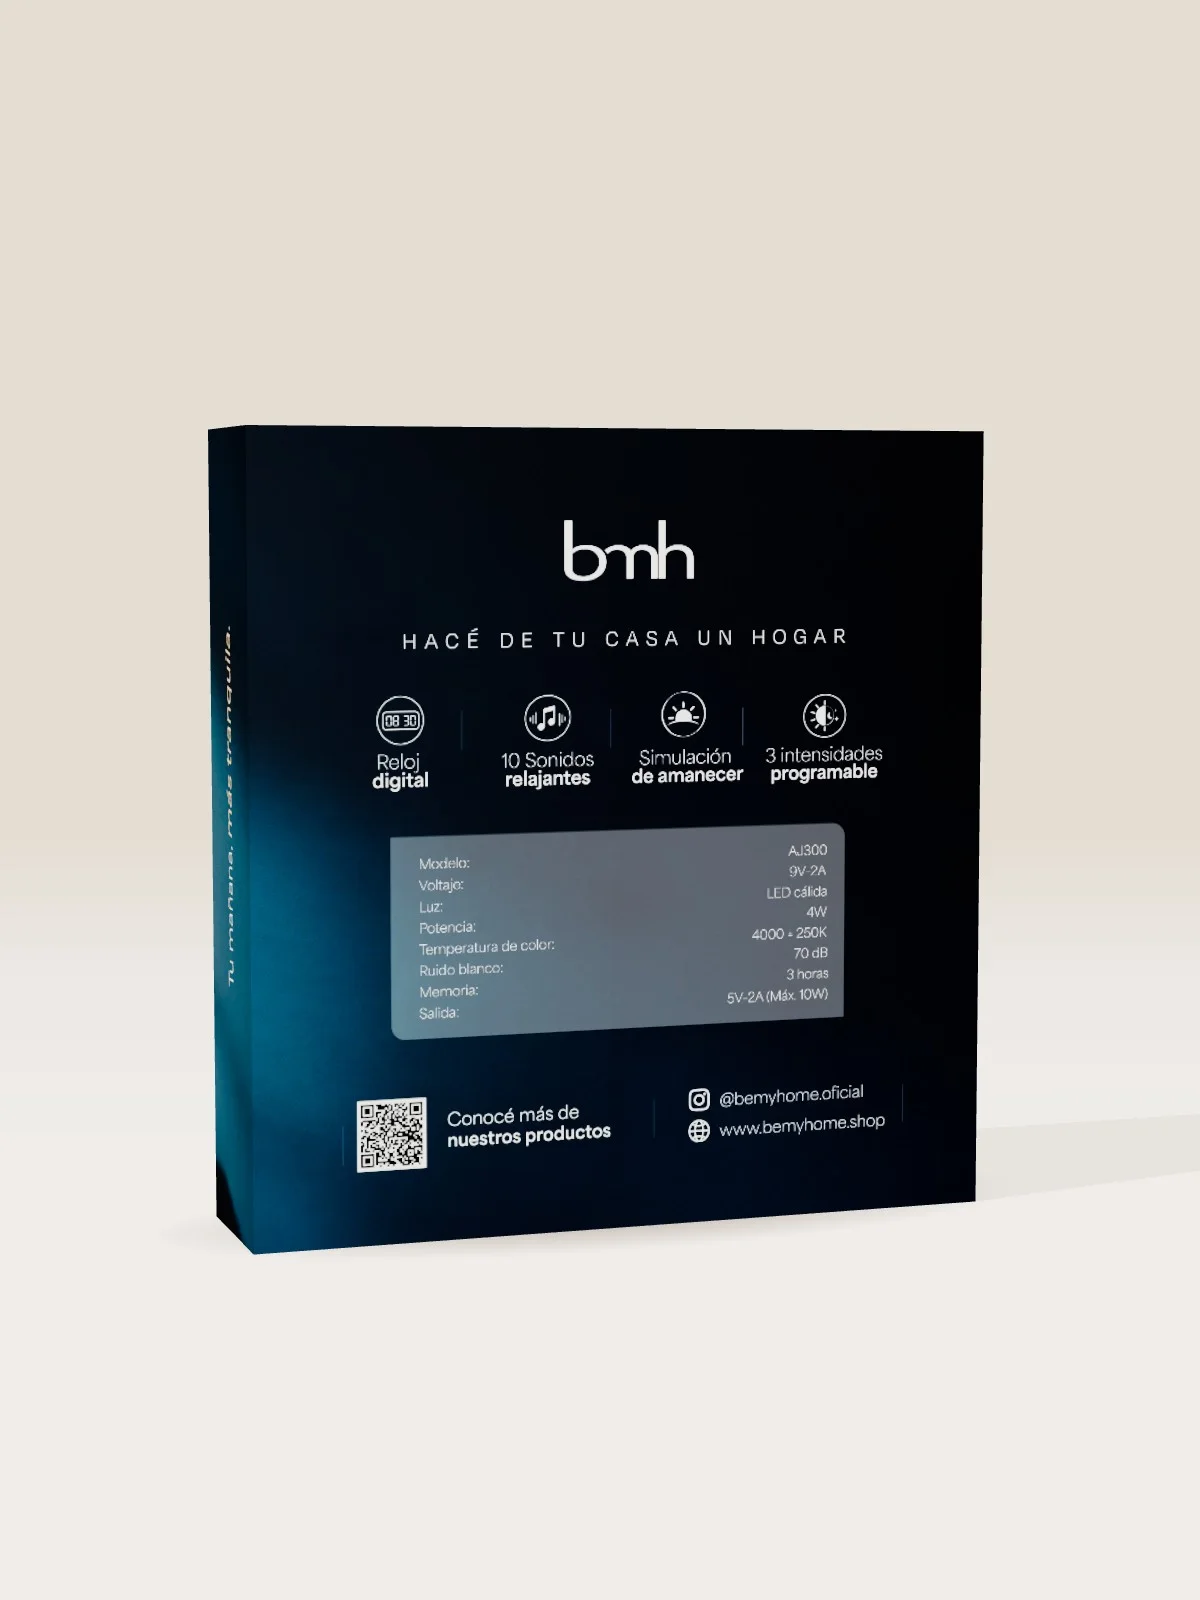 bmh
HACÉ DE TU CASA UN HOGAR
08 30
Reloj
digital
10 Sonidos
relajantes
Simulación
de amanecer
3 intensidades
programable
Modelo: AJ300
Voltaje: 9V-2A
Luz: LED cálida
Potencia: 4W
Temperatura de color: 4000 ± 250K
Ruido blanco: 70 dB
Memoria: 3 horas
Salida: 5V-2A (Máx. 10W)
Conocé más de
nuestros productos
@bemyhome.oficial
www.bemyhome.shop
Tu mañana, más tranquila.